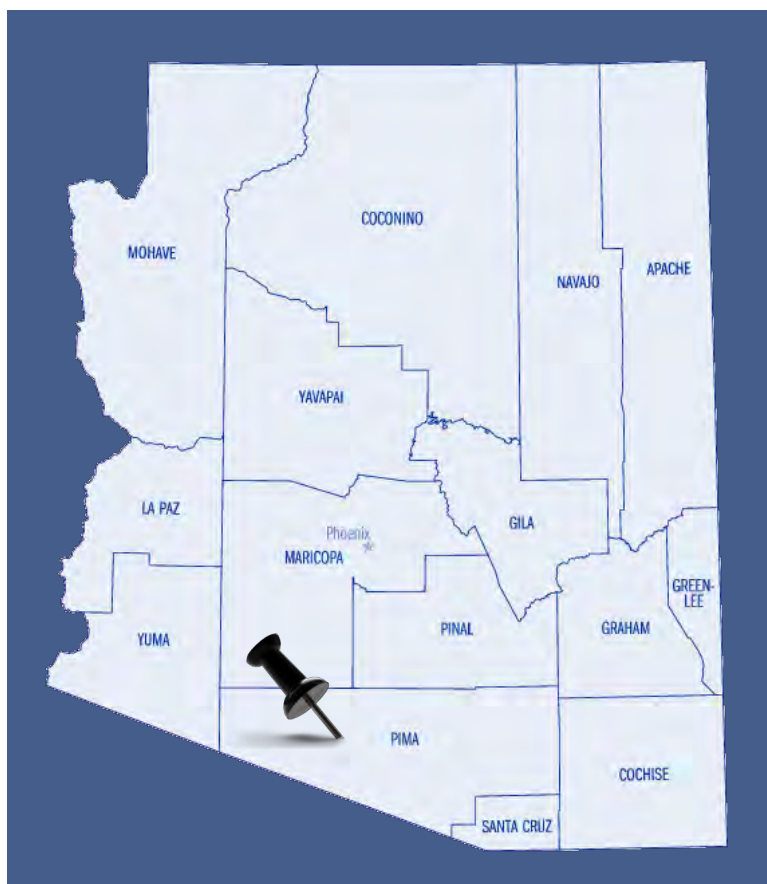 COCONINO
MOHAVE
APACHE
NAVAJO
YAVAPAI
LA PAZ
Phoenix
MARICOPA
GILA
GREEN-
LEE
YUMA
PINAL
GRAHAM
PIMA
COCHISE
SANTA CRUZ